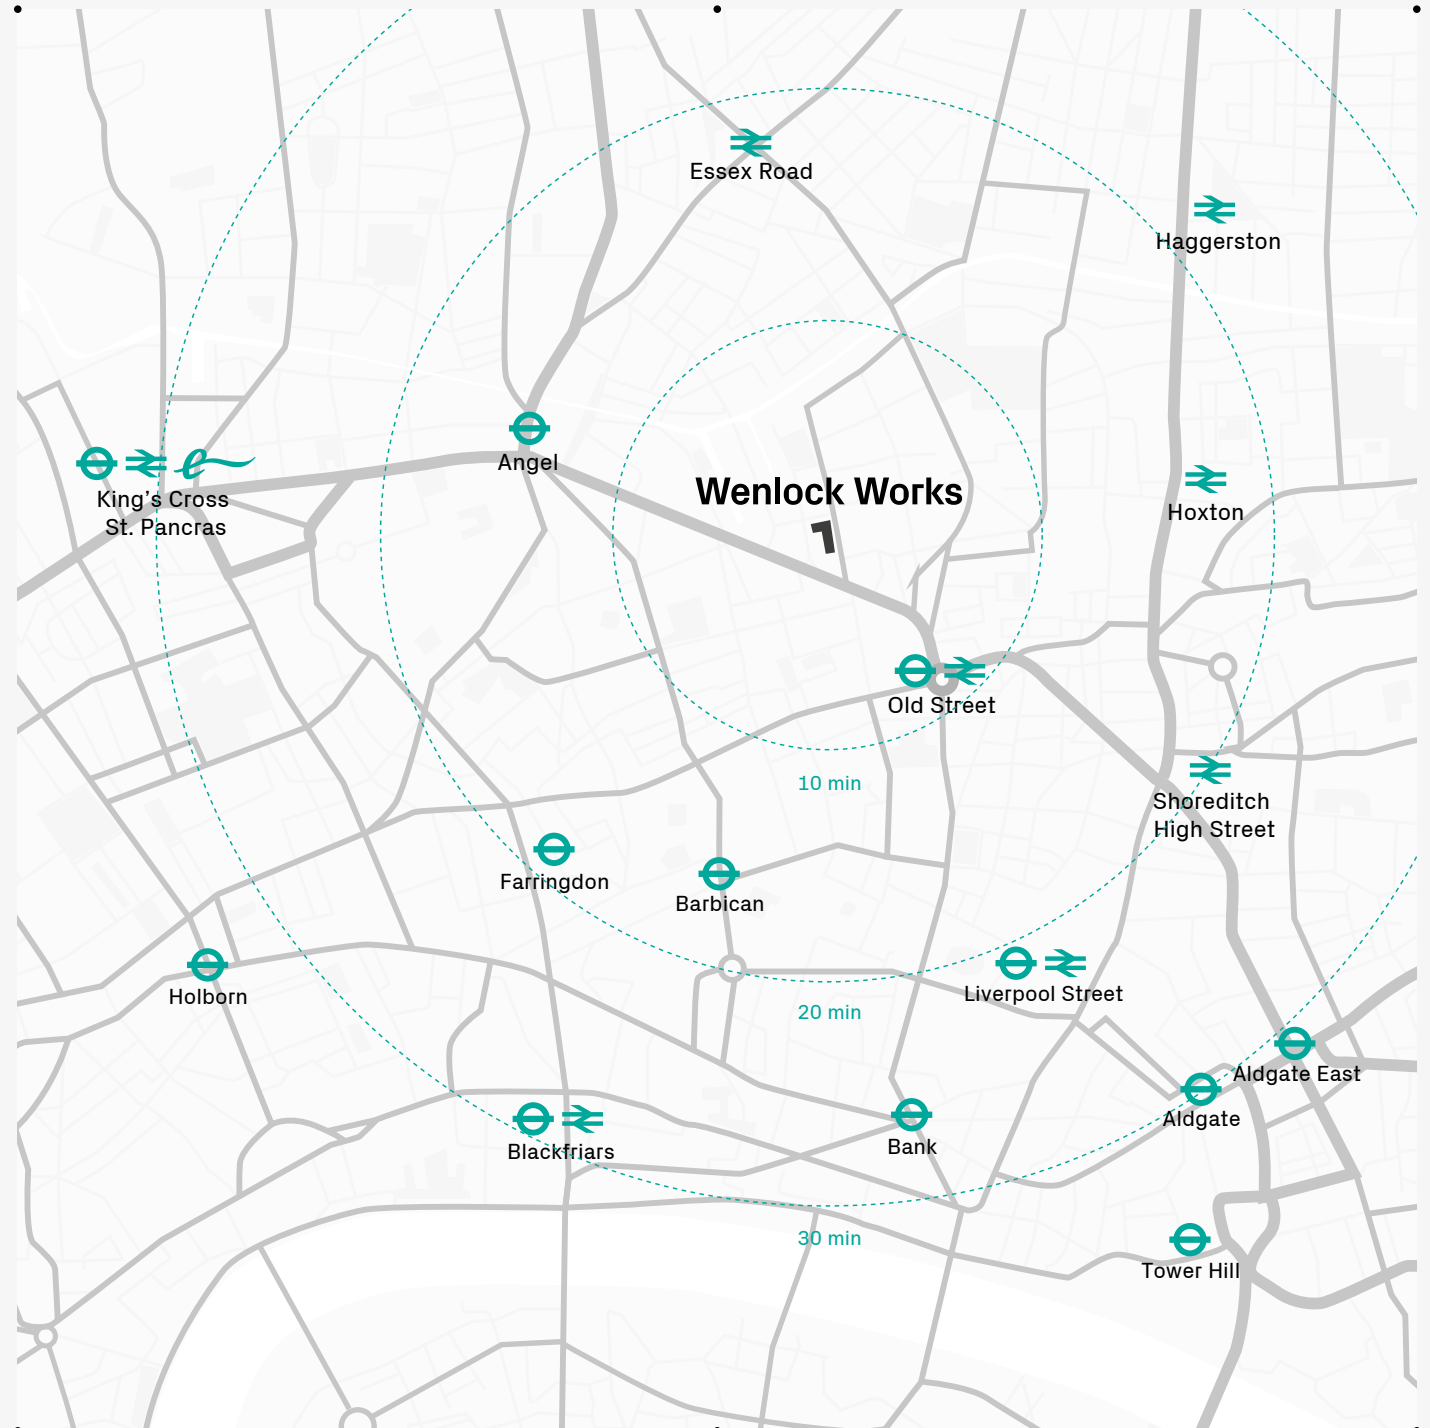 Essex Road
Haggerston
Angel
Wenlock Works
King's Cross
St. Pancras
Hoxton
Old Street
10 min
Shoreditch
High Street
Farringdon
Barbican
Holborn
Liverpool Street
20 min
Aldgate East
Aldgate
Blackfriars
Bank
30 min
Tower Hill